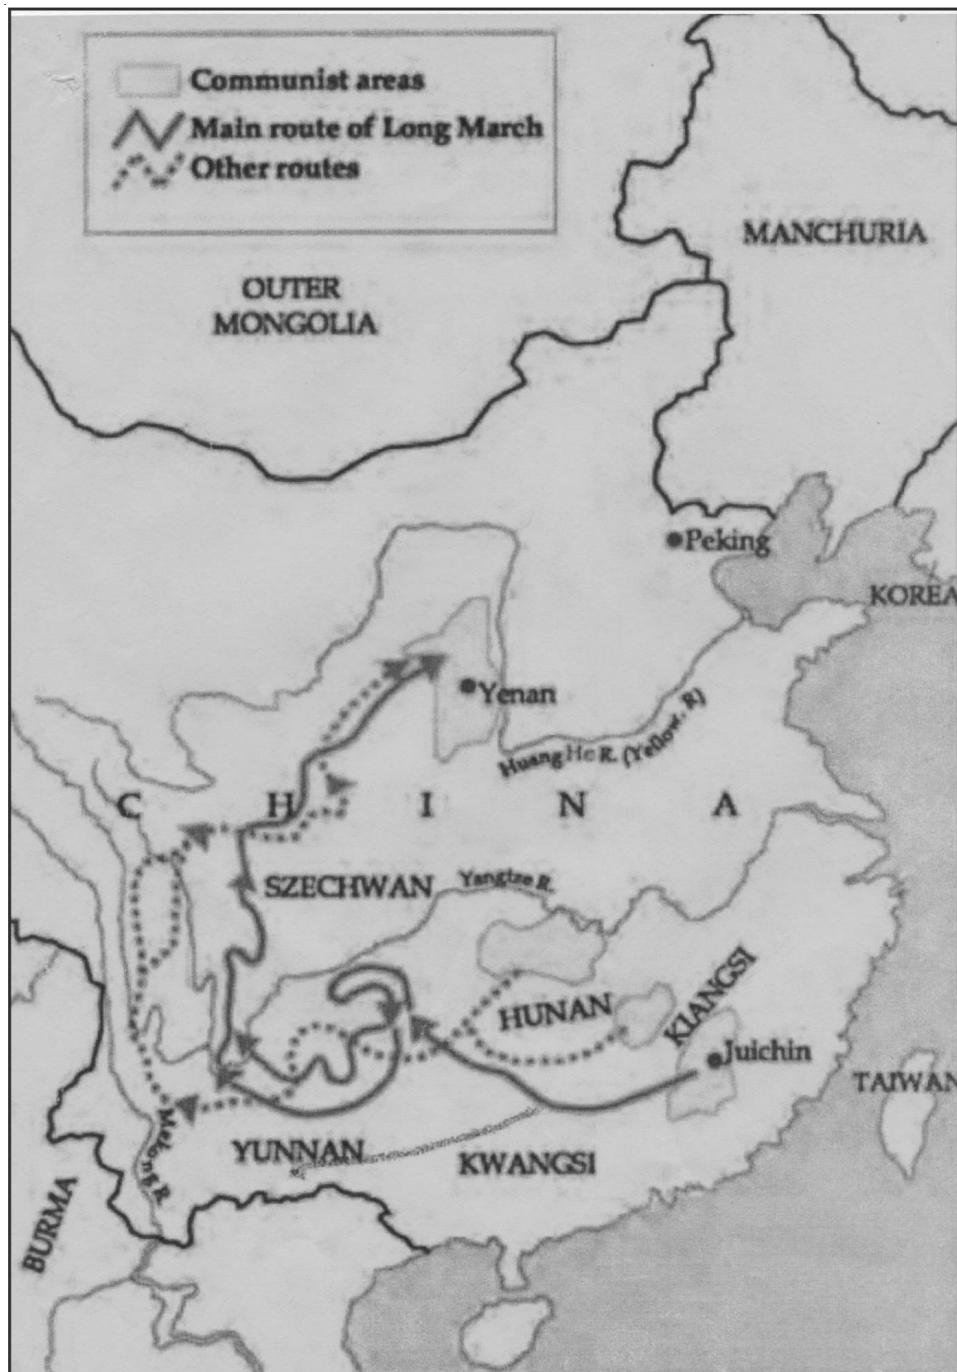 Communist areas
Main route of Long March
Other routes
MANCHURIA
OUTER
MONGOLIA
Peking
KOREA
Yenan
Huang He R. (Yellow. R)
C H I N A
SZECHWAN
Yangtze R.
HUNAN
KIANGSI
Juichin
TAIWAN
Mekong R.
YUNNAN
KWANGSI
BURMA